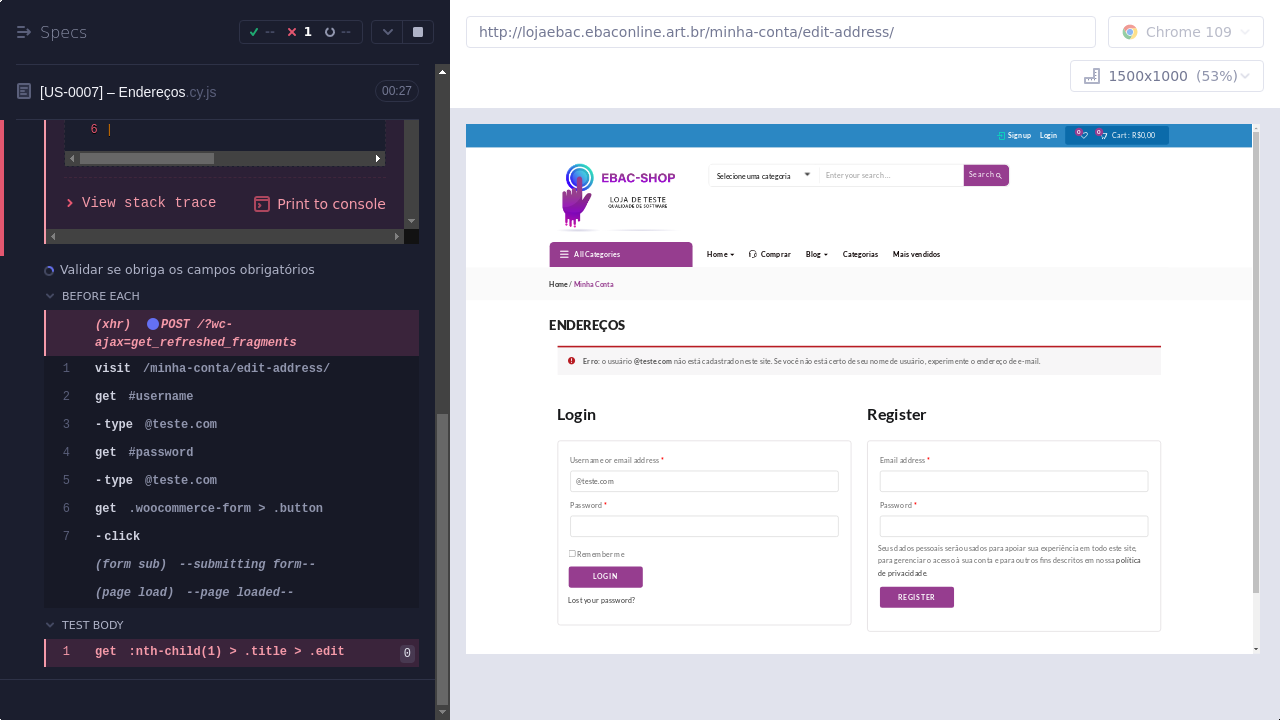 Specs
--
1
--
http://lojaebac.ebaconline.art.br/minha-conta/edit-address/
Chrome 109
1500x1000 (53%)
[US-0007] – Endereços.cy.js
00:27
6 |
View stack trace
Print to console
Validar se obriga os campos obrigatórios
BEFORE EACH
(xhr) POST /?wc-
ajax=get_refreshed_fragments
1 visit /minha-conta/edit-address/
2 get #username
3 -type @teste.com
4 get #password
5 -type @teste.com
6 get .woocommerce-form > .button
7 -click
(form sub) --submitting form--
(page load) --page loaded--
TEST BODY
1 get :nth-child(1) > .title > .edit 0
Sign up Login 0 0 Cart : R$0,00
EBAC-SHOP
LOJA DE TESTE
QUALIDADE DE SOFTWARE
Selecione uma categoria
Enter your search...
Search
All Categories
Home
Comprar
Blog
Categorias
Mais vendidos
Home / Minha Conta
ENDEREÇOS
Erro: o usuário @teste.com não está cadastrado neste site. Se você não está certo de seu nome de usuário, experimente o endereço de e-mail.
Login
Username or email address *
@teste.com
Password *
Remember me
LOGIN
Lost your password?
Register
Email address *
Password *
Seus dados pessoais serão usados para apoiar sua experiência em todo este site,
para gerenciar o acesso à sua conta e para outros fins descritos em nossa política
de privacidade.
REGISTER